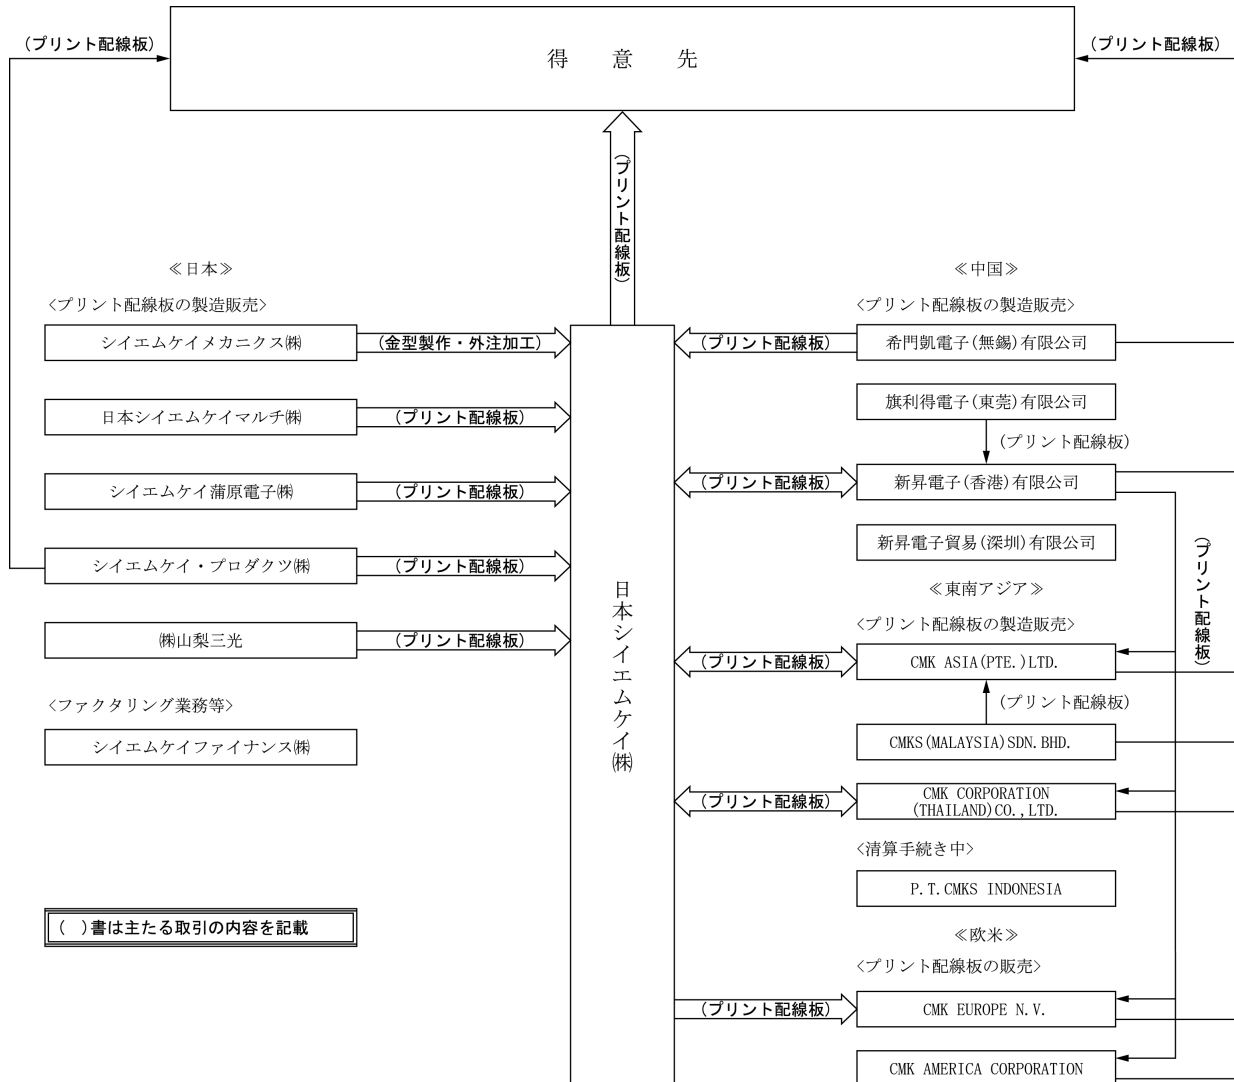 (プリント配線板)
得意先
(プリント配線板)
(プリント配線板)
≪日本≫
<プリント配線板の製造販売>
シイエムケイメカニクス㈱
(金型製作・外注加工)
日本シイエムケイマルチ㈱
(プリント配線板)
シイエムケイ蒲原電子㈱
(プリント配線板)
シイエムケイ・プロダクツ㈱
(プリント配線板)
㈱山梨三光
(プリント配線板)
<ファクタリング業務等>
シイエムケイファイナンス㈱
( )書は主たる取引の内容を記載
日本シイエムケイ㈱
≪中国≫
<プリント配線板の製造販売>
(プリント配線板)
希門凱電子(無錫)有限公司
旗利得電子(東莞)有限公司
(プリント配線板)
(プリント配線板)
新昇電子(香港)有限公司
新昇電子貿易(深圳)有限公司
(プリント配線板)
≪東南アジア≫
<プリント配線板の製造販売>
(プリント配線板)
CMK ASIA(PTE.)LTD.
(プリント配線板)
CMKS(MALAYSIA)SDN.BHD.
(プリント配線板)
CMK CORPORATION
(THAILAND)CO.,LTD.
<清算手続き中>
P.T.CMKS INDONESIA
≪欧米≫
<プリント配線板の販売>
(プリント配線板)
CMK EUROPE N.V.
CMK AMERICA CORPORATION